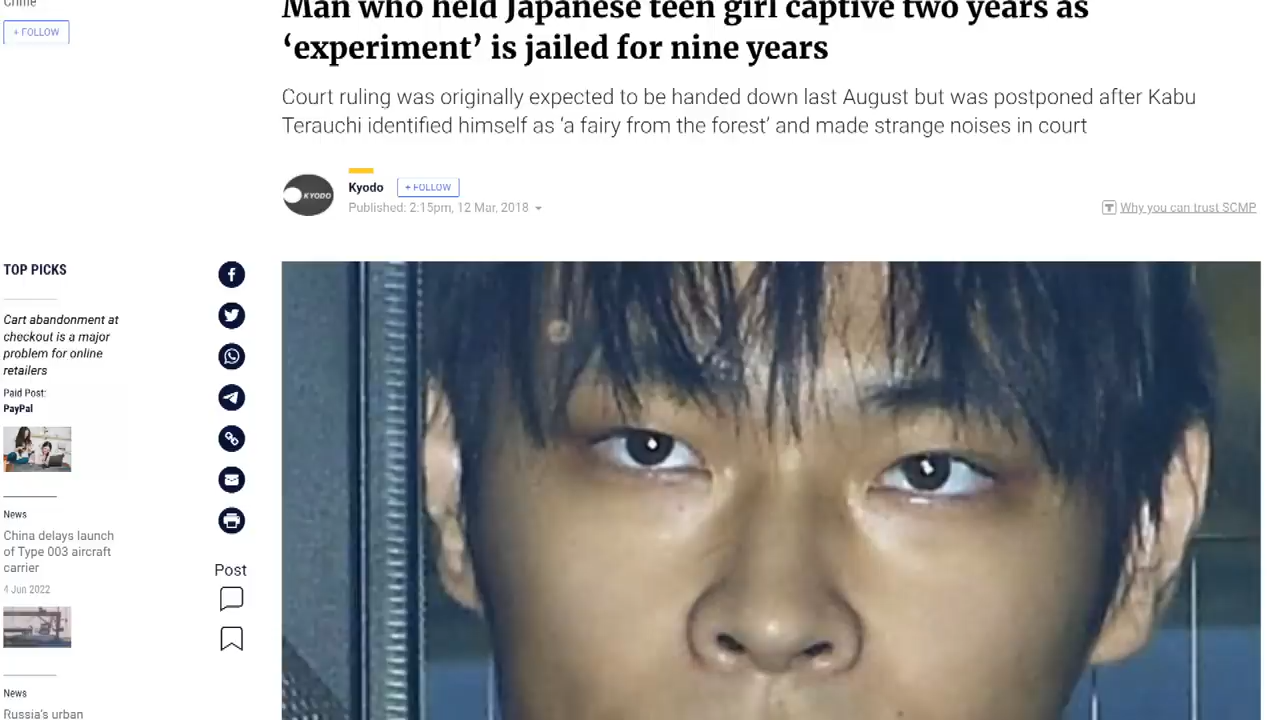 Crime
+ FOLLOW
Man who held Japanese teen girl captive two years as
‘experiment’ is jailed for nine years
Court ruling was originally expected to be handed down last August but was postponed after Kabu
Terauchi identified himself as ‘a fairy from the forest’ and made strange noises in court
KYODO
Kyodo
+ FOLLOW
Published: 2:15pm, 12 Mar, 2018
Why you can trust SCMP
TOP PICKS
Cart abandonment at
checkout is a major
problem for online
retailers
Paid Post:
PayPal
News
China delays launch
of Type 003 aircraft
carrier
4 Jun 2022
News
Russia's urban
Post